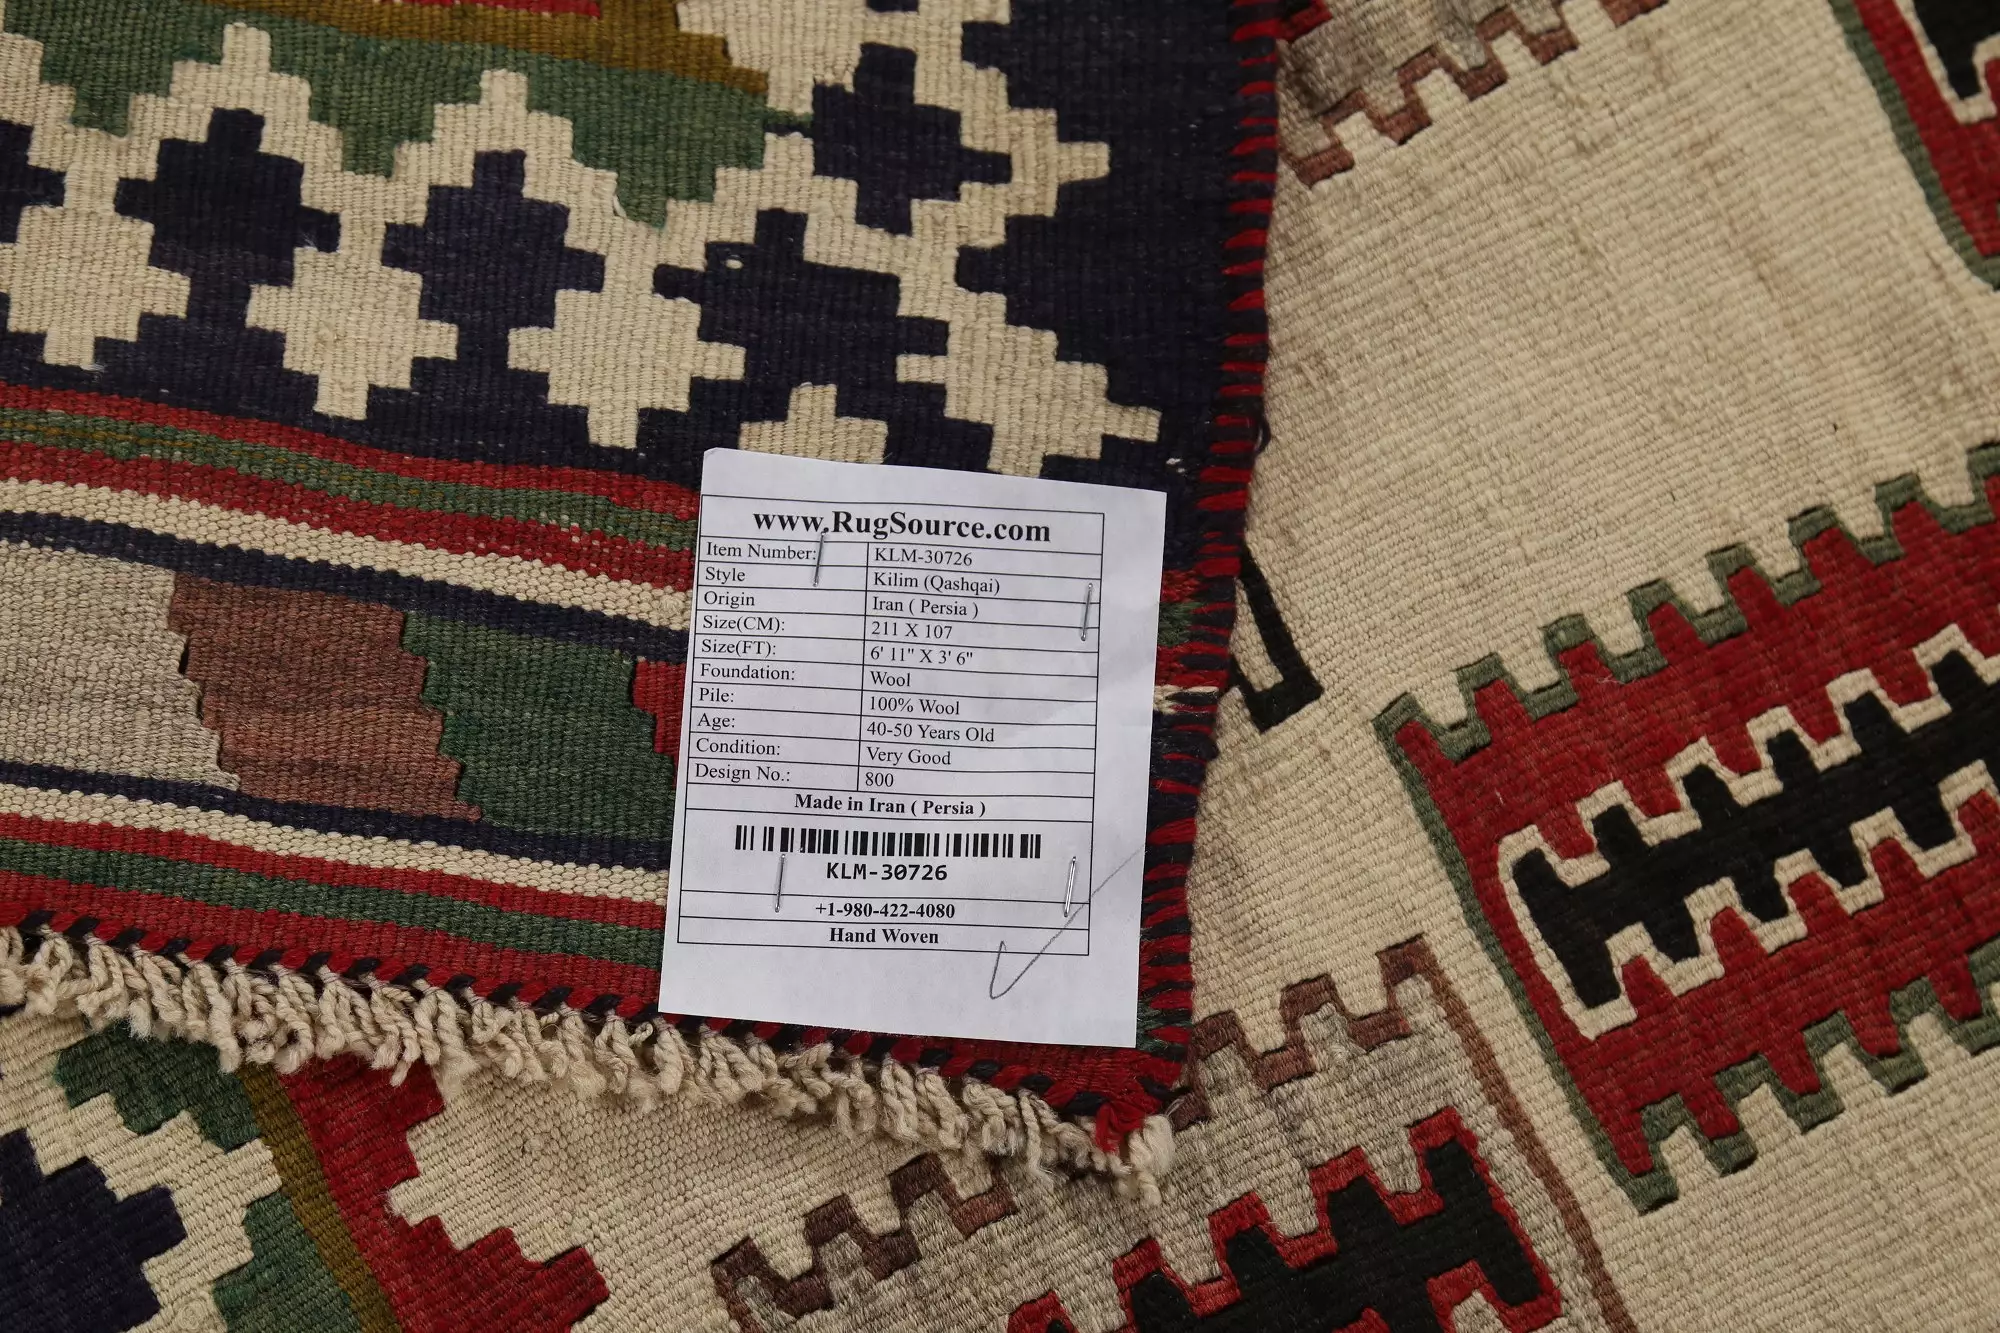 www.RugSource.com
Item Number: KLM-30726
Style Kilim (Qashqai)
Origin Iran ( Persia )
Size(CM): 211 X 107
Size(FT): 6' 11" X 3' 6"
Foundation: Wool
Pile: 100% Wool
Age: 40-50 Years Old
Condition: Very Good
Design No.: 800
Made in Iran ( Persia )
KLM-30726
+1-980-422-4080
Hand Woven